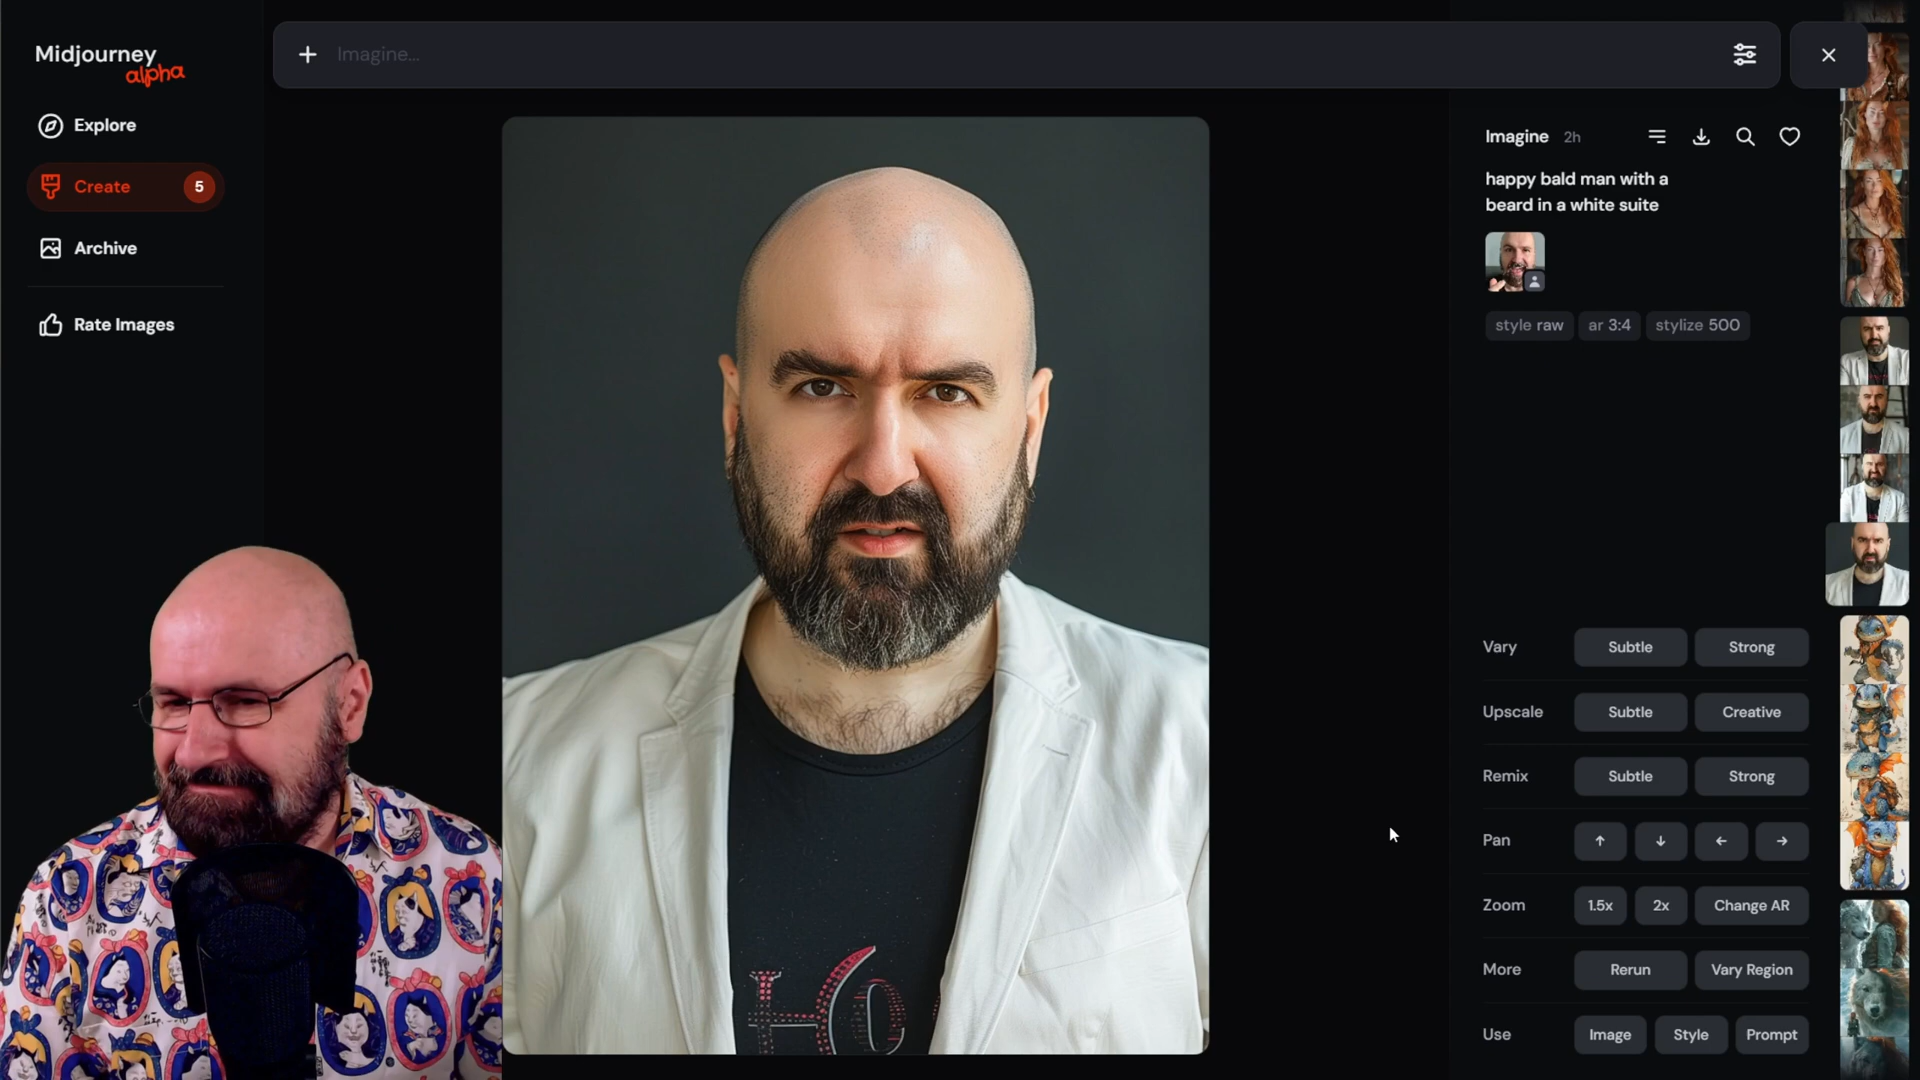 Midjourney
alpha
Imagine...
Explore
Create 5
Archive
Rate Images
Imagine 2h
happy bald man with a
beard in a white suite
style raw ar 3:4 stylize 500
Vary Subtle Strong
Upscale Subtle Creative
Remix Subtle Strong
Pan ↑ ↓ ← →
Zoom 1.5x 2x Change AR
More Rerun Vary Region
Use Image Style Prompt